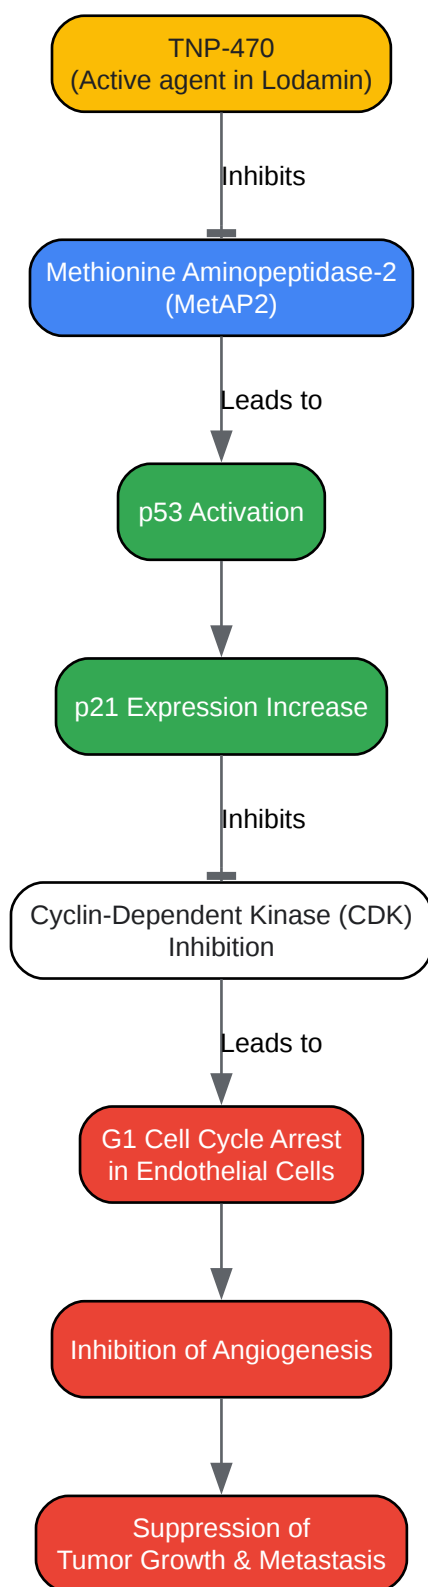 TNP-470
(Active agent in Lodamin)
Inhibits
Methionine Aminopeptidase-2
(MetAP2)
Leads to
p53 Activation
p21 Expression Increase
Inhibits
Cyclin-Dependent Kinase (CDK)
Inhibition
Leads to
G1 Cell Cycle Arrest
in Endothelial Cells
Inhibition of Angiogenesis
Suppression of
Tumor Growth & Metastasis